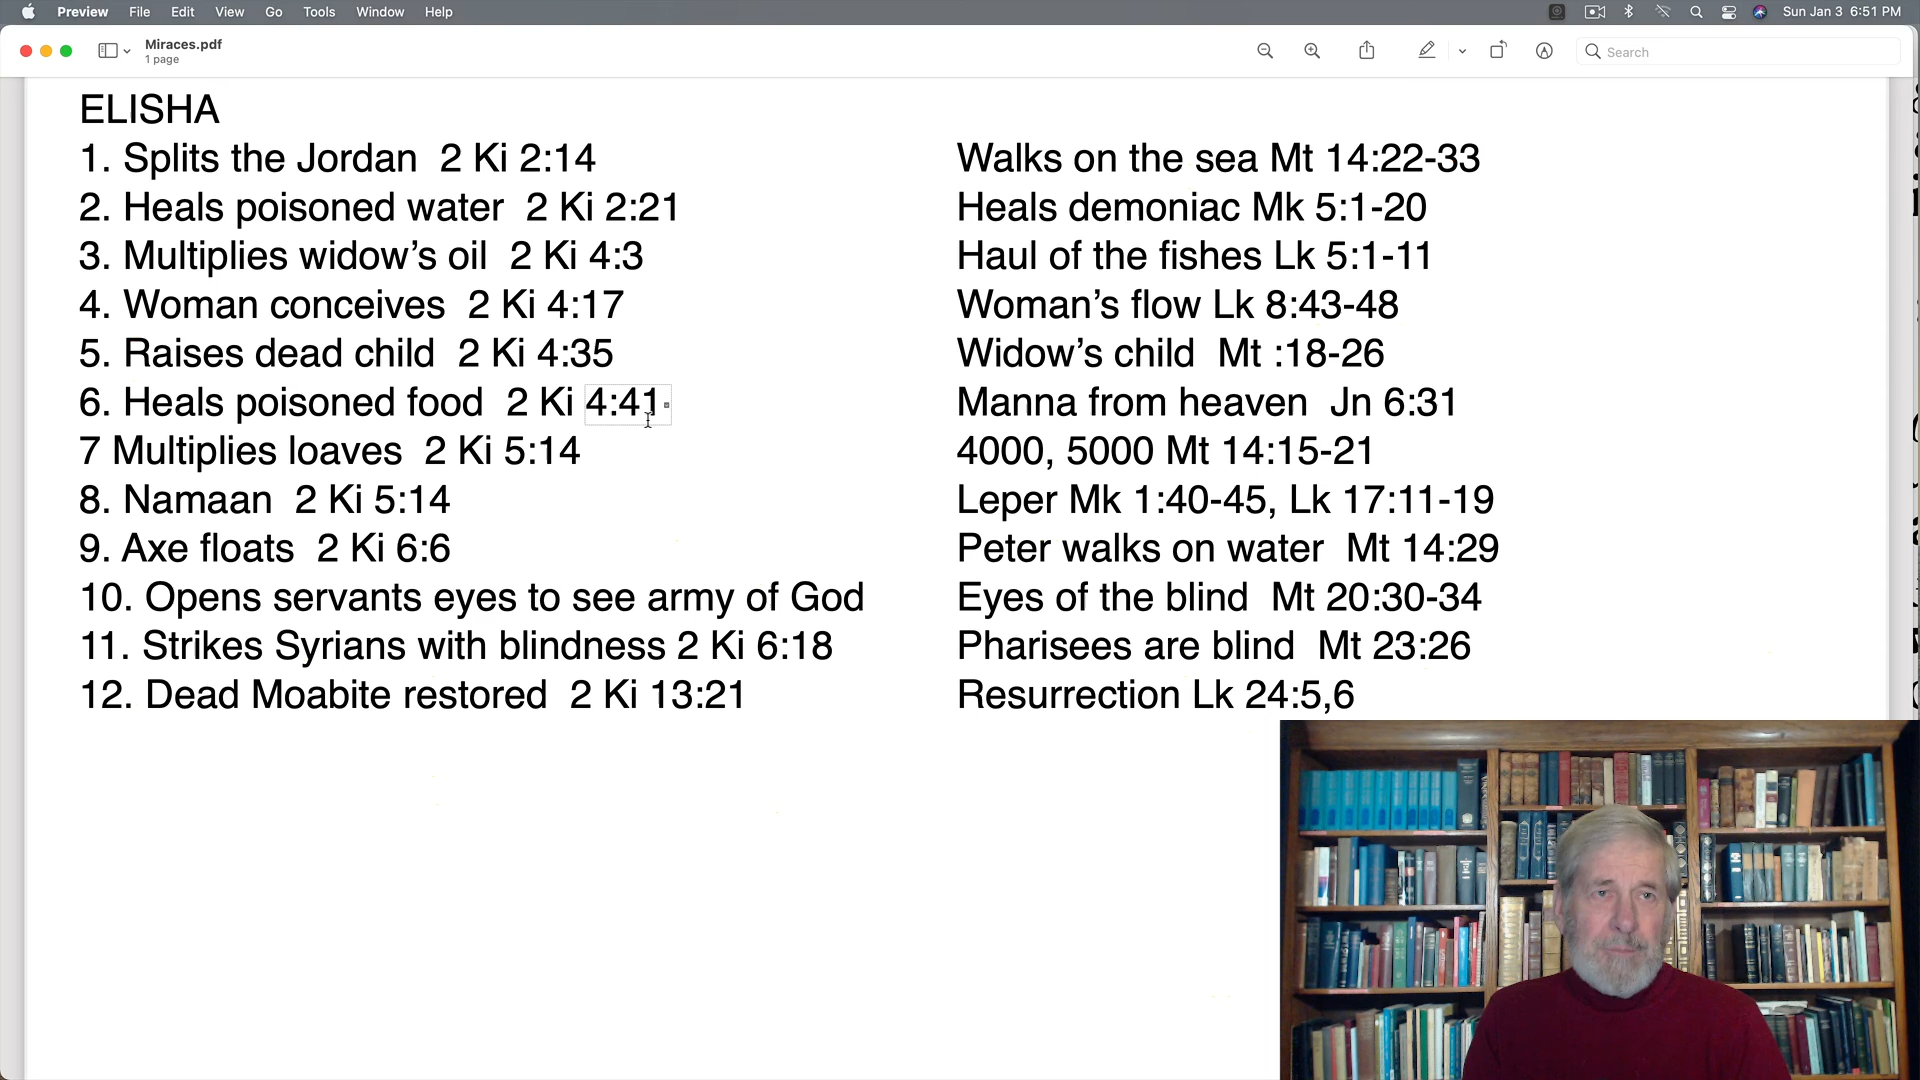 Preview File Edit View Go Tools Window Help Sun Jan 3 6:51 PM
Miraces.pdf
1 page
Search
ELISHA
1. Splits the Jordan 2 Ki 2:14 Walks on the sea Mt 14:22-33
2. Heals poisoned water 2 Ki 2:21 Heals demoniac Mk 5:1-20
3. Multiplies widow’s oil 2 Ki 4:3 Haul of the fishes Lk 5:1-11
4. Woman conceives 2 Ki 4:17 Woman’s flow Lk 8:43-48
5. Raises dead child 2 Ki 4:35 Widow’s child Mt :18-26
6. Heals poisoned food 2 Ki 4:41 Manna from heaven Jn 6:31
7 Multiplies loaves 2 Ki 5:14 4000, 5000 Mt 14:15-21
8. Namaan 2 Ki 5:14 Leper Mk 1:40-45, Lk 17:11-19
9. Axe floats 2 Ki 6:6 Peter walks on water Mt 14:29
10. Opens servants eyes to see army of God Eyes of the blind Mt 20:30-34
11. Strikes Syrians with blindness 2 Ki 6:18 Pharisees are blind Mt 23:26
12. Dead Moabite restored 2 Ki 13:21 Resurrection Lk 24:5,6